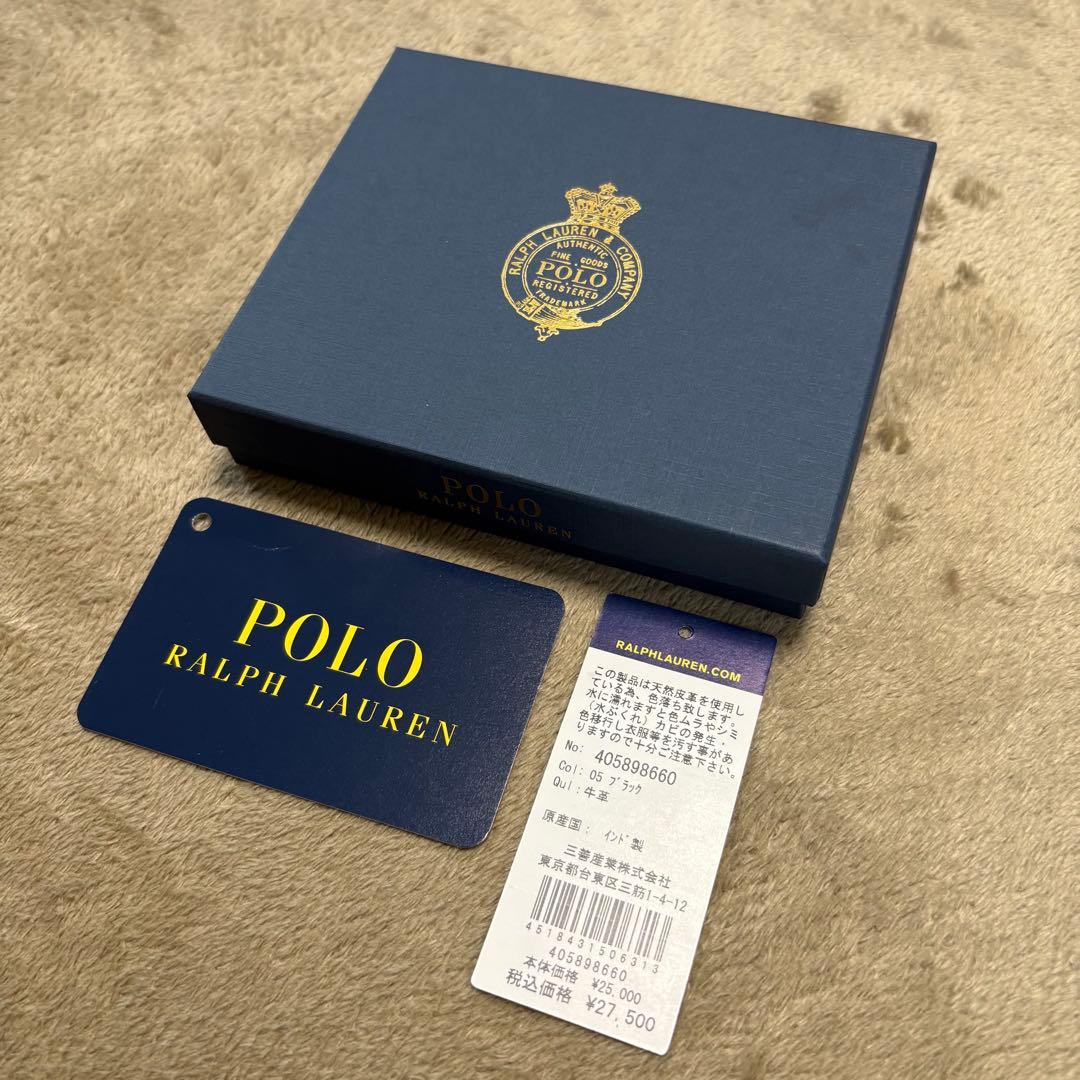 RALPH LAUREN & COMPANY
AUTHENTIC
FINE GOODS
POLO
REGISTERED
TRADEMARK
POLO
RALPH LAUREN
POLO
RALPH LAUREN
RALPHLAUREN.COM
この製品は天然皮革を使用し
ている為、色落ち致します。
水に濡れますと色ムラやシミ
(水ぶくれ) カビの発生・
色移行し衣服等を汚す事があ
りますので十分ご注意下さい。
No: 405898660
Col: 05 ブラック
Qul: 牛革
原産国: インド製
三善産業株式会社
東京都台東区三筋1-4-12
4518431506313
405898660
本体価格 ¥25,000
税込価格 ¥27,500